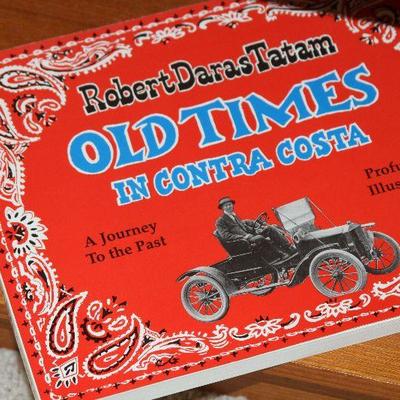 Robert Daras Tatam
OLD TIMES
IN CONTRA COSTA
A Journey
To the Past